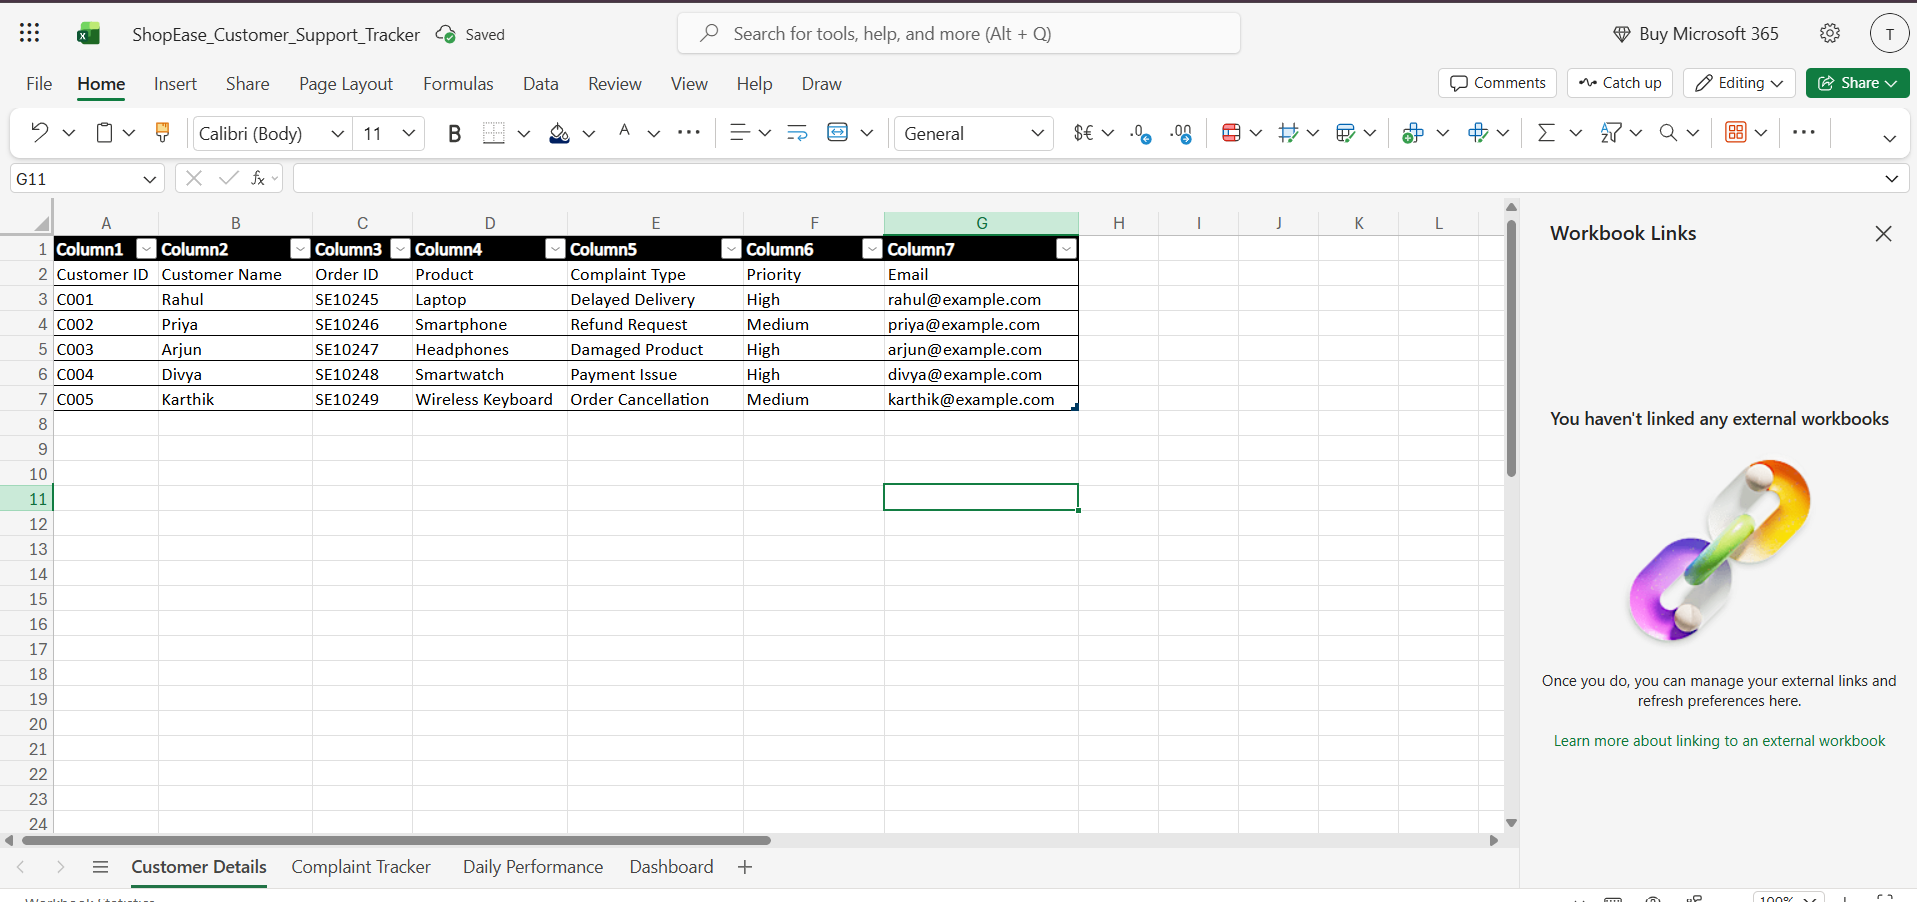 ShopEase_Customer_Support_Tracker Saved Search for tools, help, and more (Alt + Q) Buy Microsoft 365 T
File Home Insert Share Page Layout Formulas Data Review View Help Draw Comments Catch up Editing Share
Calibri (Body) 11 B A General $€ .0 .00
G11 fx
A B C D E F G H I J K L
1 Column1 Column2 Column3 Column4 Column5 Column6 Column7
2 Customer ID Customer Name Order ID Product Complaint Type Priority Email
3 C001 Rahul SE10245 Laptop Delayed Delivery High rahul@example.com
4 C002 Priya SE10246 Smartphone Refund Request Medium priya@example.com
5 C003 Arjun SE10247 Headphones Damaged Product High arjun@example.com
6 C004 Divya SE10248 Smartwatch Payment Issue High divya@example.com
7 C005 Karthik SE10249 Wireless Keyboard Order Cancellation Medium karthik@example.com
8
9
10
11
12
13
14
15
16
17
18
19
20
21
22
23
24
Workbook Links
You haven't linked any external workbooks
Once you do, you can manage your external links and
refresh preferences here.
Learn more about linking to an external workbook
Customer Details Complaint Tracker Daily Performance Dashboard
Workbook Statistics 100%